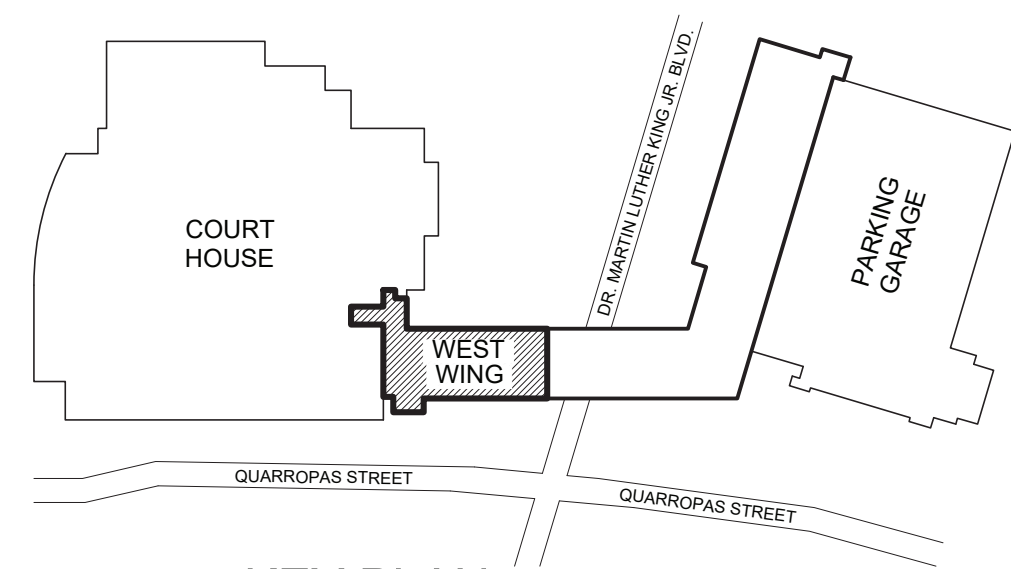 DR. MARTIN LUTHER KING JR. BLVD.
COURT
HOUSE
PARKING
GARAGE
WEST
WING
QUARROPAS STREET
QUARROPAS STREET